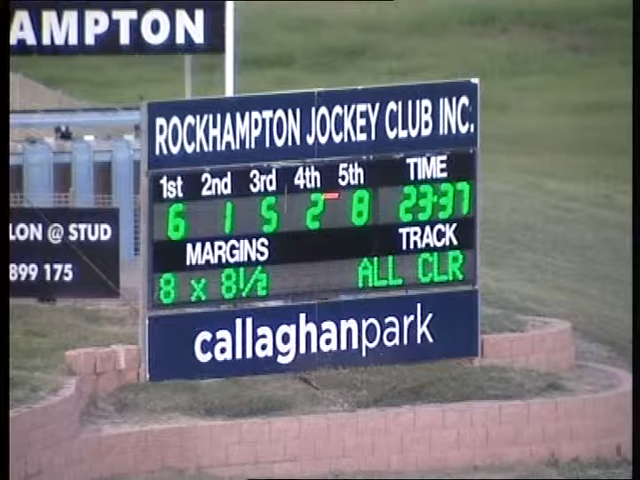 AMPTON
ROCKHAMPTON JOCKEY CLUB INC.
1st 2nd 3rd 4th 5th TIME
6 1 5 2 8 23:37
MARGINS TRACK
8 x 8½ ALL CLR
callaghanpark
LON @ STUD
899 175